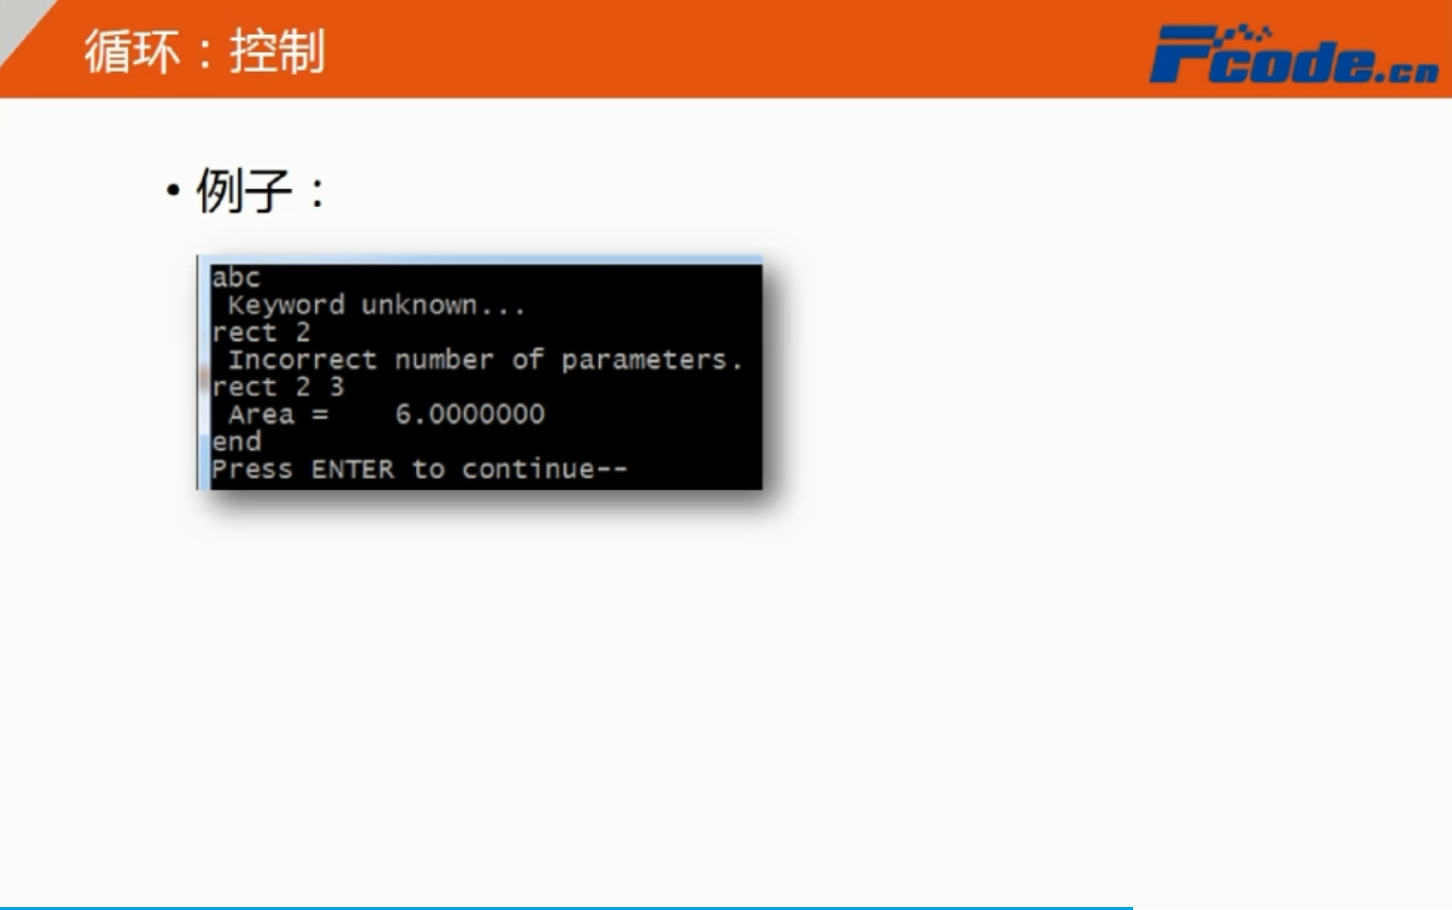 循环：控制
Fcode.cn
• 例子：
abc
Keyword unknown...
rect 2
Incorrect number of parameters.
rect 2 3
Area =    6.0000000
end
Press ENTER to continue--